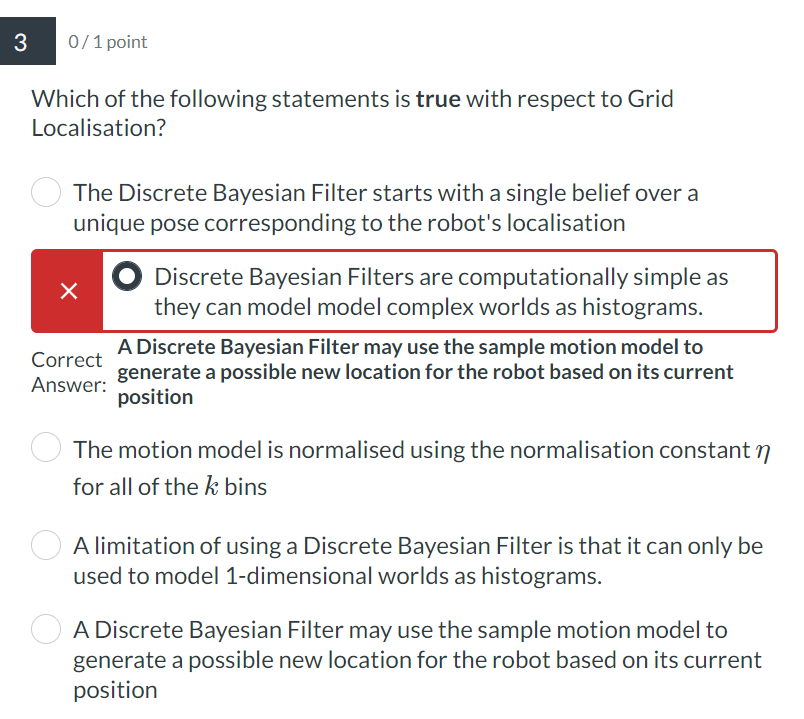 3
0 / 1 point
Which of the following statements is true with respect to Grid
Localisation?
The Discrete Bayesian Filter starts with a single belief over a
unique pose corresponding to the robot's localisation
Discrete Bayesian Filters are computationally simple as
they can model model complex worlds as histograms.
Correct
Answer:
A Discrete Bayesian Filter may use the sample motion model to
generate a possible new location for the robot based on its current
position
The motion model is normalised using the normalisation constant η
for all of the k bins
A limitation of using a Discrete Bayesian Filter is that it can only be
used to model 1-dimensional worlds as histograms.
A Discrete Bayesian Filter may use the sample motion model to
generate a possible new location for the robot based on its current
position